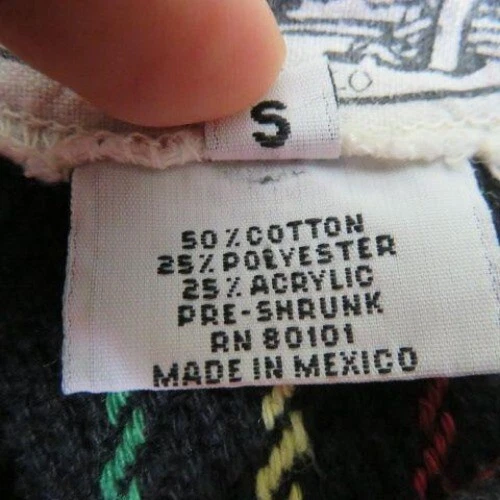 S
50% COTTON
25% POLYESTER
25% ACRYLIC
PRE-SHRUNK
RN 80101
MADE IN MEXICO